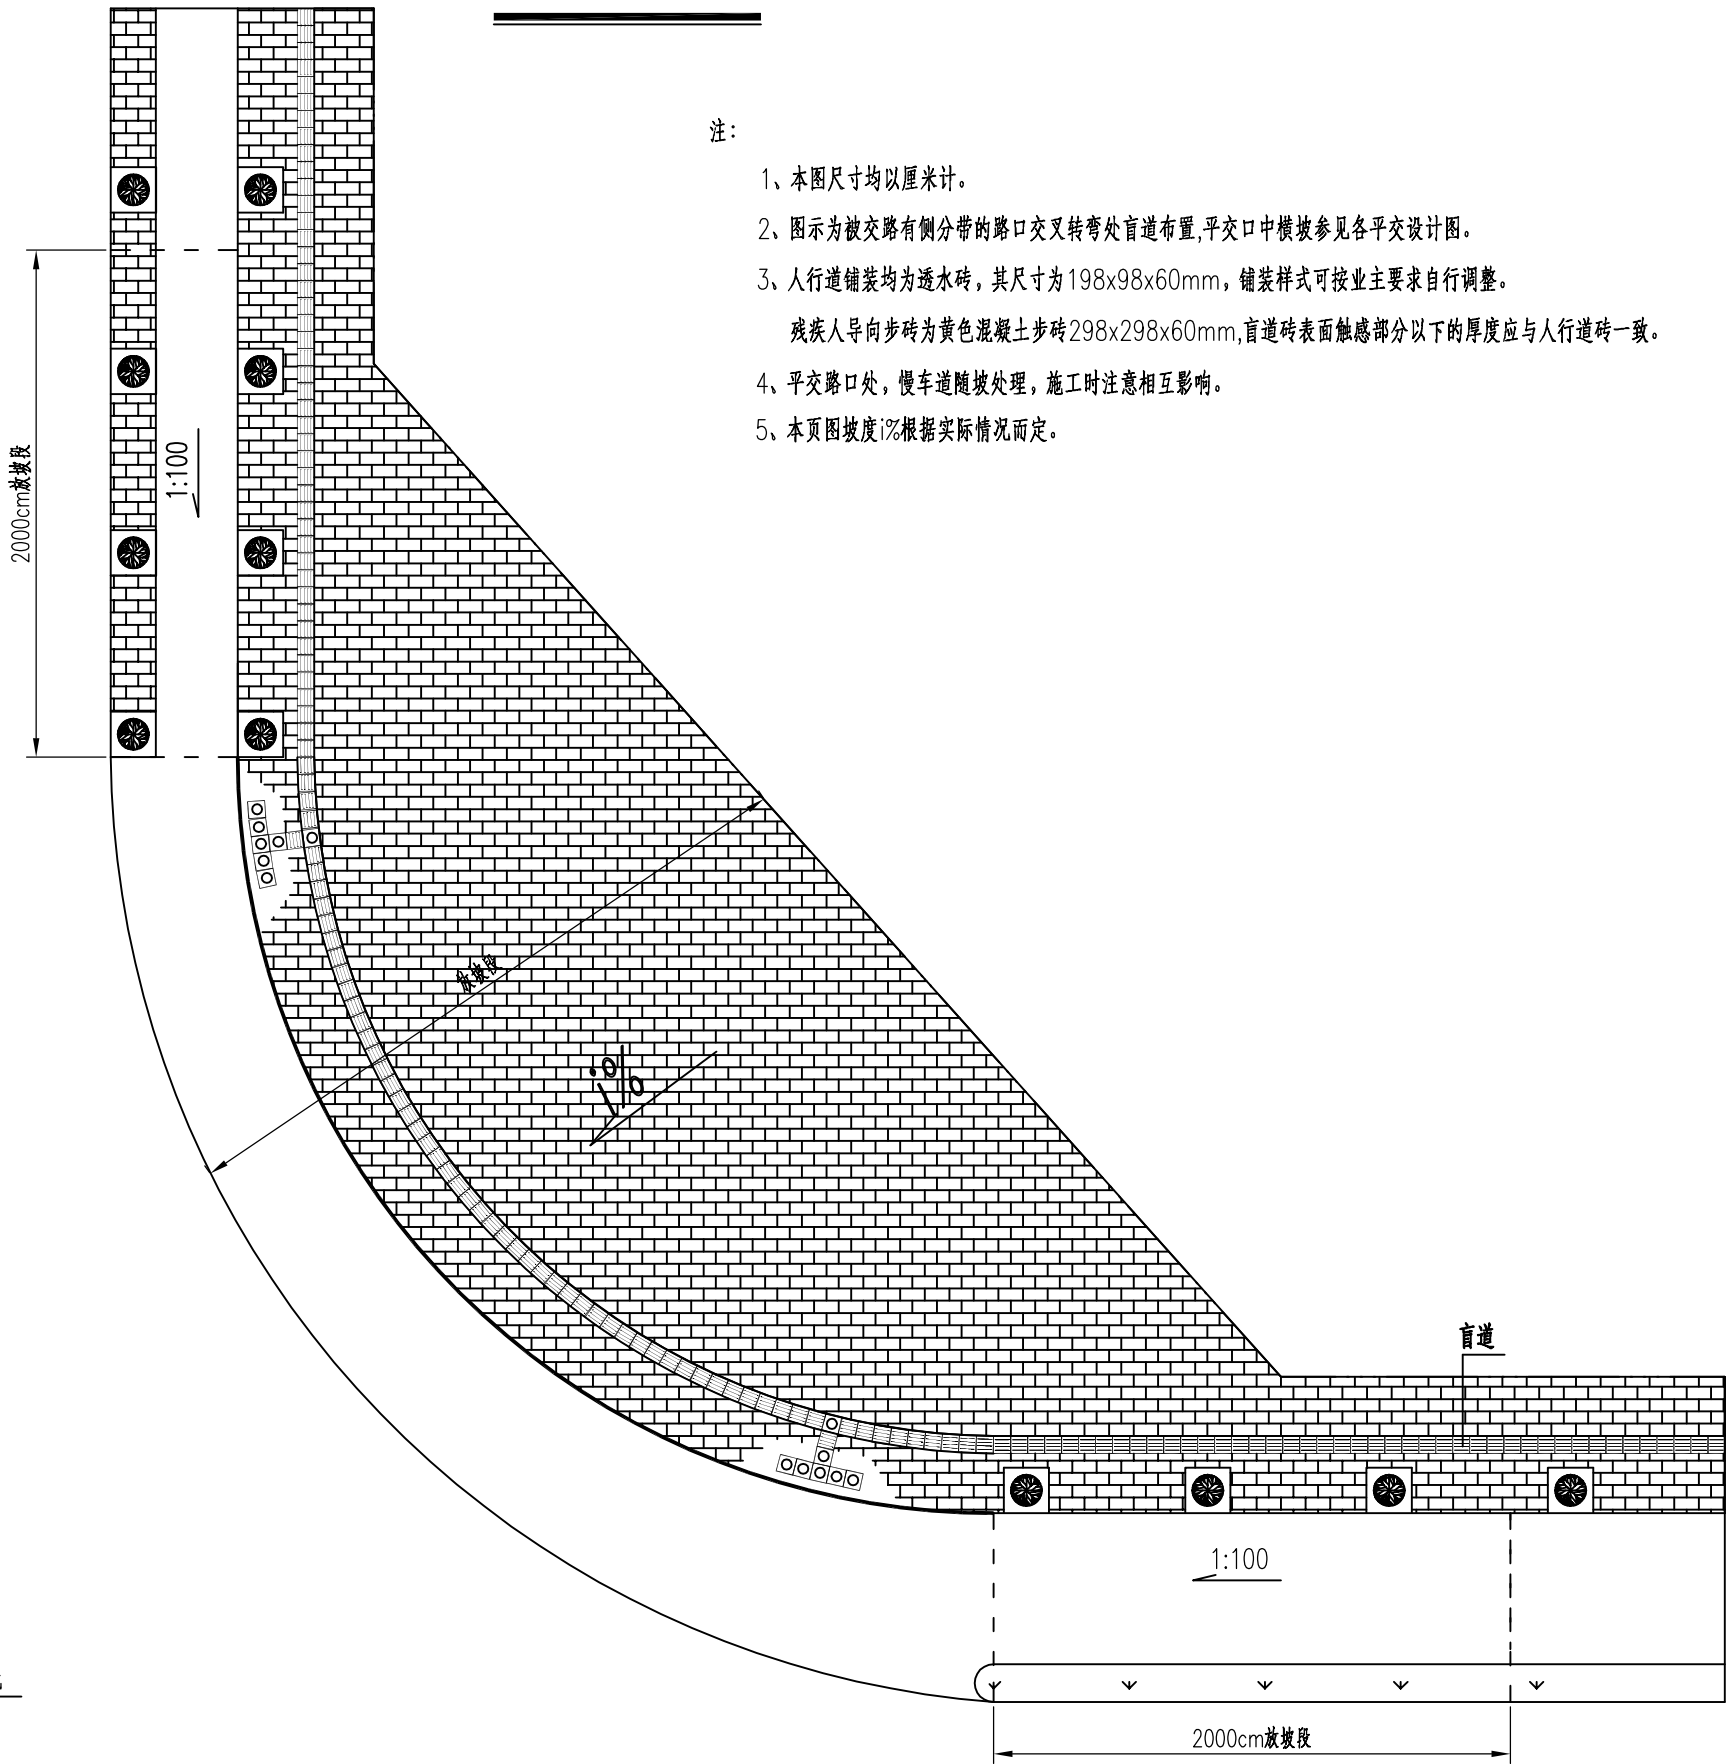 注：
1、本图尺寸均以厘米计。
2、图示为被交路有侧分带的路口交叉转弯处盲道布置,平交口中横坡参见各平交设计图。
3、人行道铺装均为透水砖，其尺寸为198x98x60mm，铺装样式可按业主要求自行调整。
残疾人导向步砖为黄色混凝土步砖298x298x60mm,盲道砖表面触感部分以下的厚度应与人行道砖一致。
4、平交路口处，慢车道随坡处理，施工时注意相互影响。
5、本页图坡度i%根据实际情况而定。
2000cm放坡段
1:100
放坡段
i%
盲道
1:100
2000cm放坡段